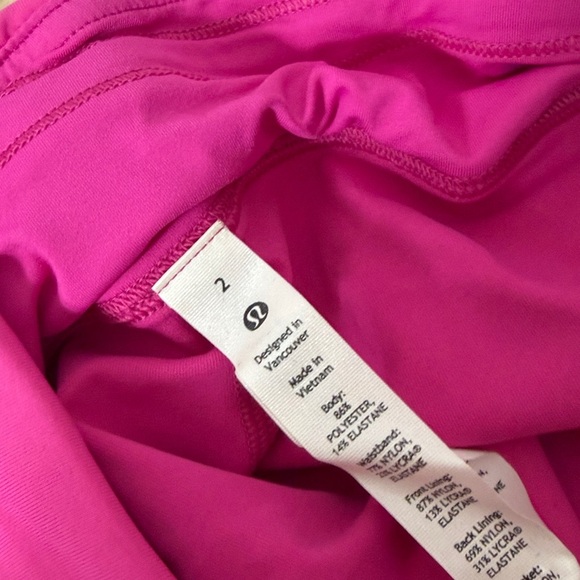 2
Designed in
Vancouver
Made in
Vietnam
Body:
86%
POLYESTER,
14% ELASTANE
Waistband:
77% NYLON,
LYCRA®
ELASTANE
Front Lining:
87% NYLON,
13% LYCRA®
ELASTANE
Back Lining:
69% NYLON,
31% LYCRA®
ELASTANE